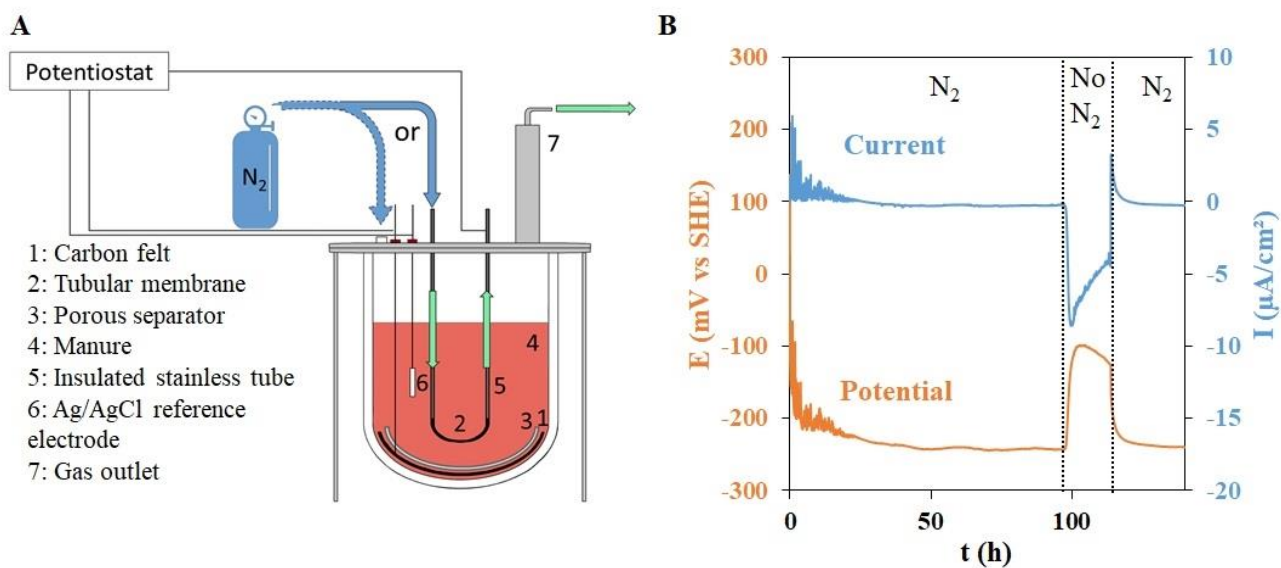 A
Potentiostat
N2
or
7
1: Carbon felt
2: Tubular membrane
3: Porous separator
4: Manure
5: Insulated stainless tube
6: Ag/AgCl reference
electrode
7: Gas outlet
4
6
5
2
3
1
B
E (mV vs SHE)
300
200
100
0
-100
-200
-300
N2
No
N2
N2
Current
Potential
10
5
0
-5
-10
-15
-20
I (µA/cm²)
0
50
100
t (h)